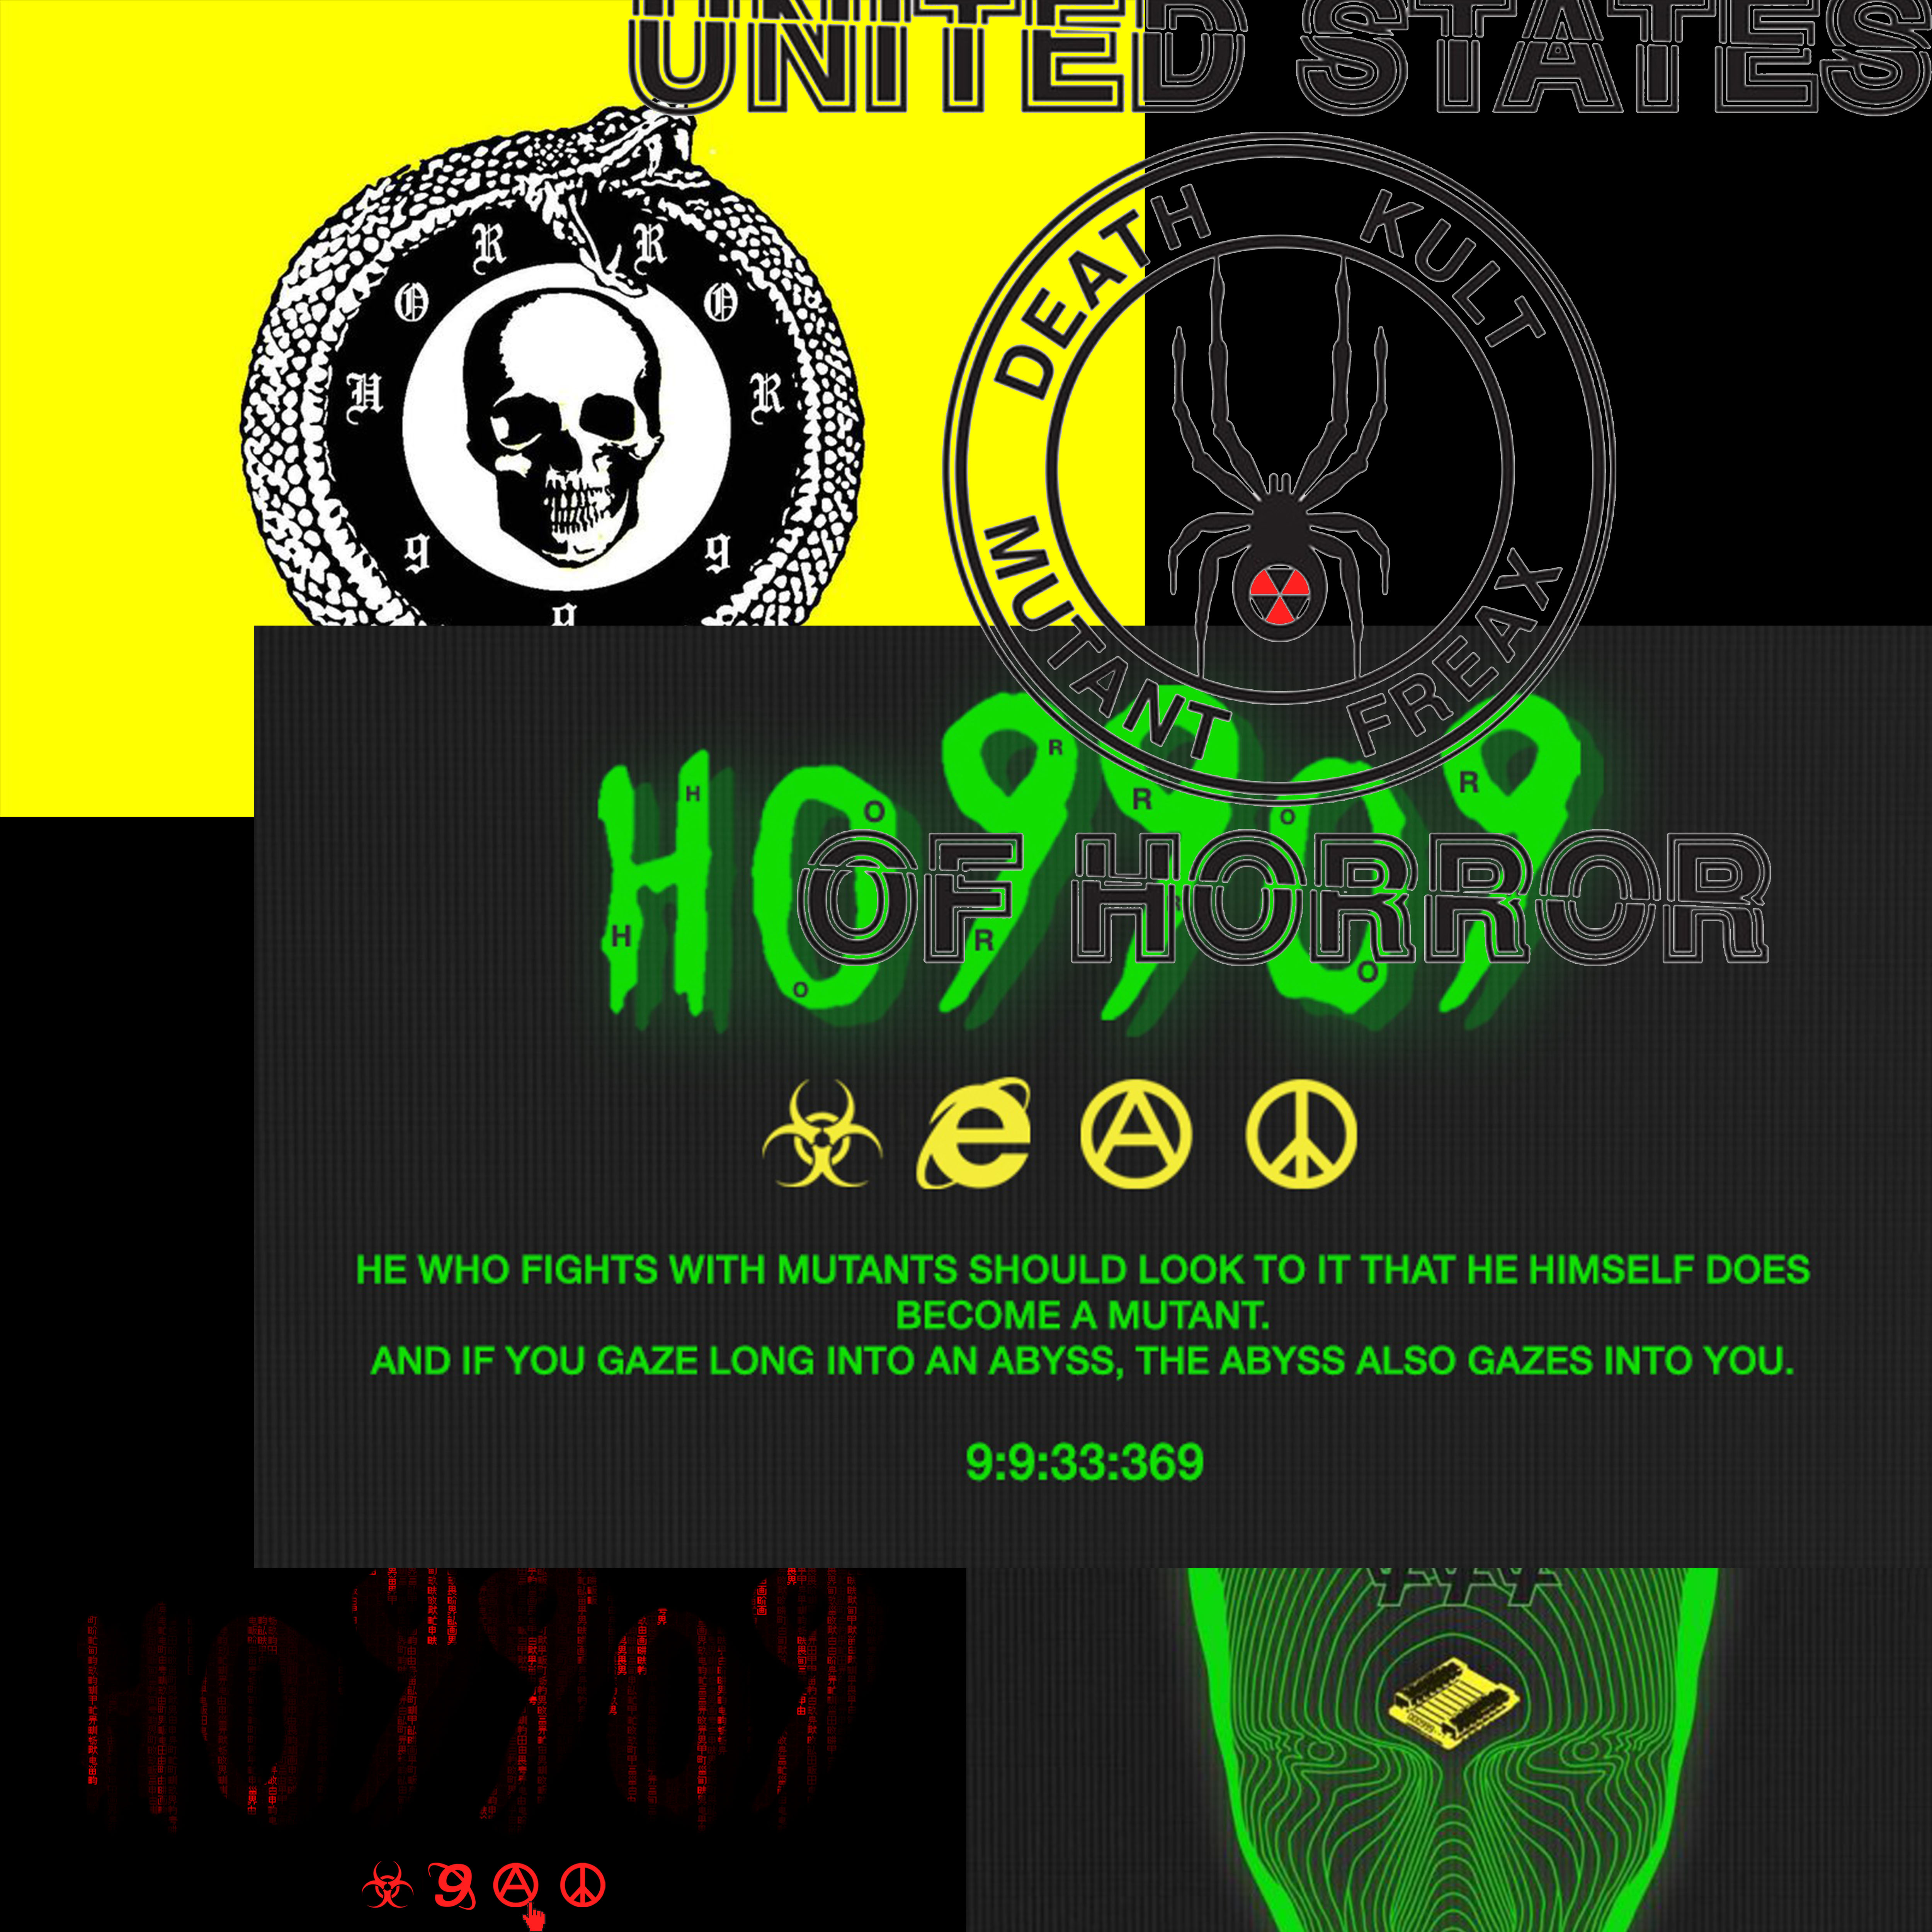 UNITED STATES
HORROR
999
DEATH KULT
MUTANT FREAX
HO99O9
H O R R O R
H O R R O
OF HORROR
HE WHO FIGHTS WITH MUTANTS SHOULD LOOK TO IT THAT HE HIMSELF DOES
BECOME A MUTANT.
AND IF YOU GAZE LONG INTO AN ABYSS, THE ABYSS ALSO GAZES INTO YOU.
9:9:33:369
HO99O9
9